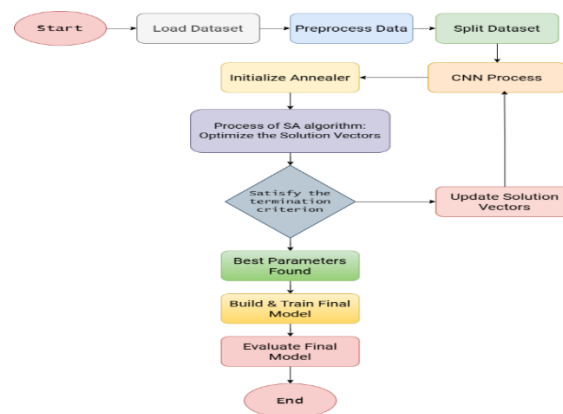 Start
Load Dataset
Preprocess Data
Split Dataset
Initialize Annealer
CNN Process
Process of SA algorithm:
Optimize the Solution Vectors
Satisfy the
termination
criterion
Update Solution
Vectors
Best Parameters
Found
Build & Train Final
Model
Evaluate Final
Model
End